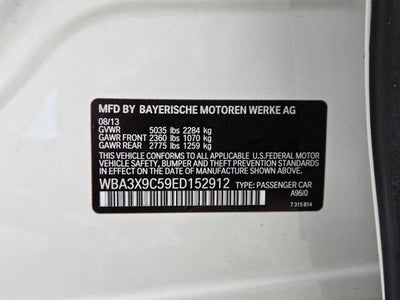 MFD BY BAYERISCHE MOTOREN WERKE AG
08/13
GVWR 5035 lbs 2284 kg
GAWR FRONT 2360 lbs 1070 kg
GAWR REAR 2775 lbs 1259 kg
THIS VEHICLE CONFORMS TO ALL APPLICABLE U.S.FEDERAL MOTOR
VEHICLE SAFETY, BUMPER AND THEFT PREVENTION STANDARDS
IN EFFECT ON THE DATE OF MANUFACTURE SHOWN ABOVE.
WBA3X9C59ED152912 TYPE: PASSENGER CAR
A96/0
7 315 814